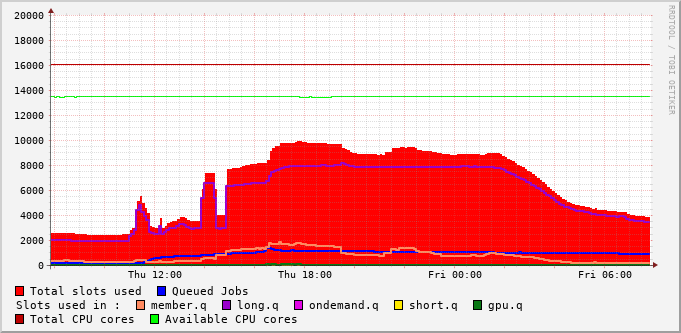 20000
18000
16000
14000
12000
10000
8000
6000
4000
2000
0
Thu 12:00 Thu 18:00 Fri 00:00 Fri 06:00
RRDTOOL / TOBI OETIKER
Total slots used Queued Jobs
Slots used in : member.q long.q ondemand.q short.q gpu.q
Total CPU cores Available CPU cores